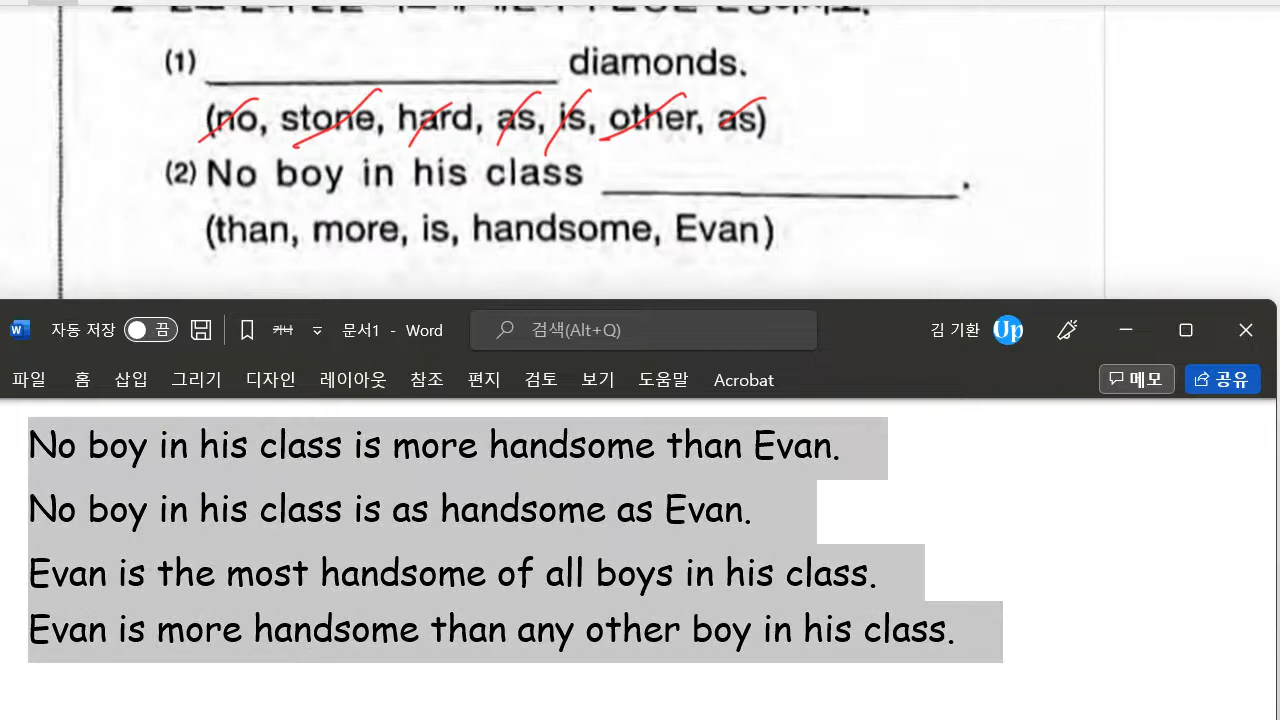 (1) ____________________ diamonds.
(no, stone, hard, as, is, other, as)
(2) No boy in his class ____________________.
(than, more, is, handsome, Evan)
자동 저장 끔 문서1 - Word 검색(Alt+Q) 김 기환 Up
파일 홈 삽입 그리기 디자인 레이아웃 참조 편지 검토 보기 도움말 Acrobat 메모 공유
No boy in his class is more handsome than Evan.
No boy in his class is as handsome as Evan.
Evan is the most handsome of all boys in his class.
Evan is more handsome than any other boy in his class.